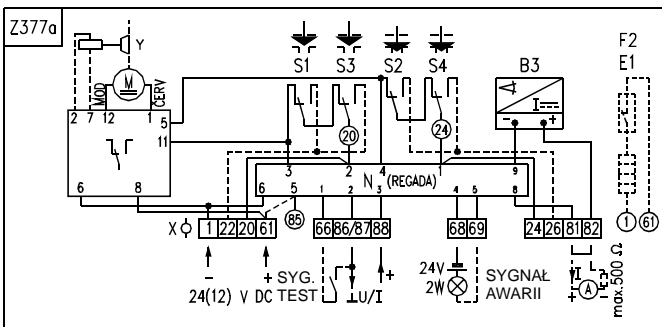 Z377a
Y
M
MOD
CERV
2 7 12 1
5
11
6 8
S1 S3 S2 S4
20
24
B3
I
- +
F2
E1
1 61
3 2 4 1 9
N (REGADA)
6 5 1 2 3 4 5 8
85
X 1 22 20 61 66 86/87 88 68 69 24 26 81 82
- + SYG.
24(12) V DC TEST
U/I
+
24V
2W
SYGNAŁ
AWARII
I
+ A -
max.500 Ω